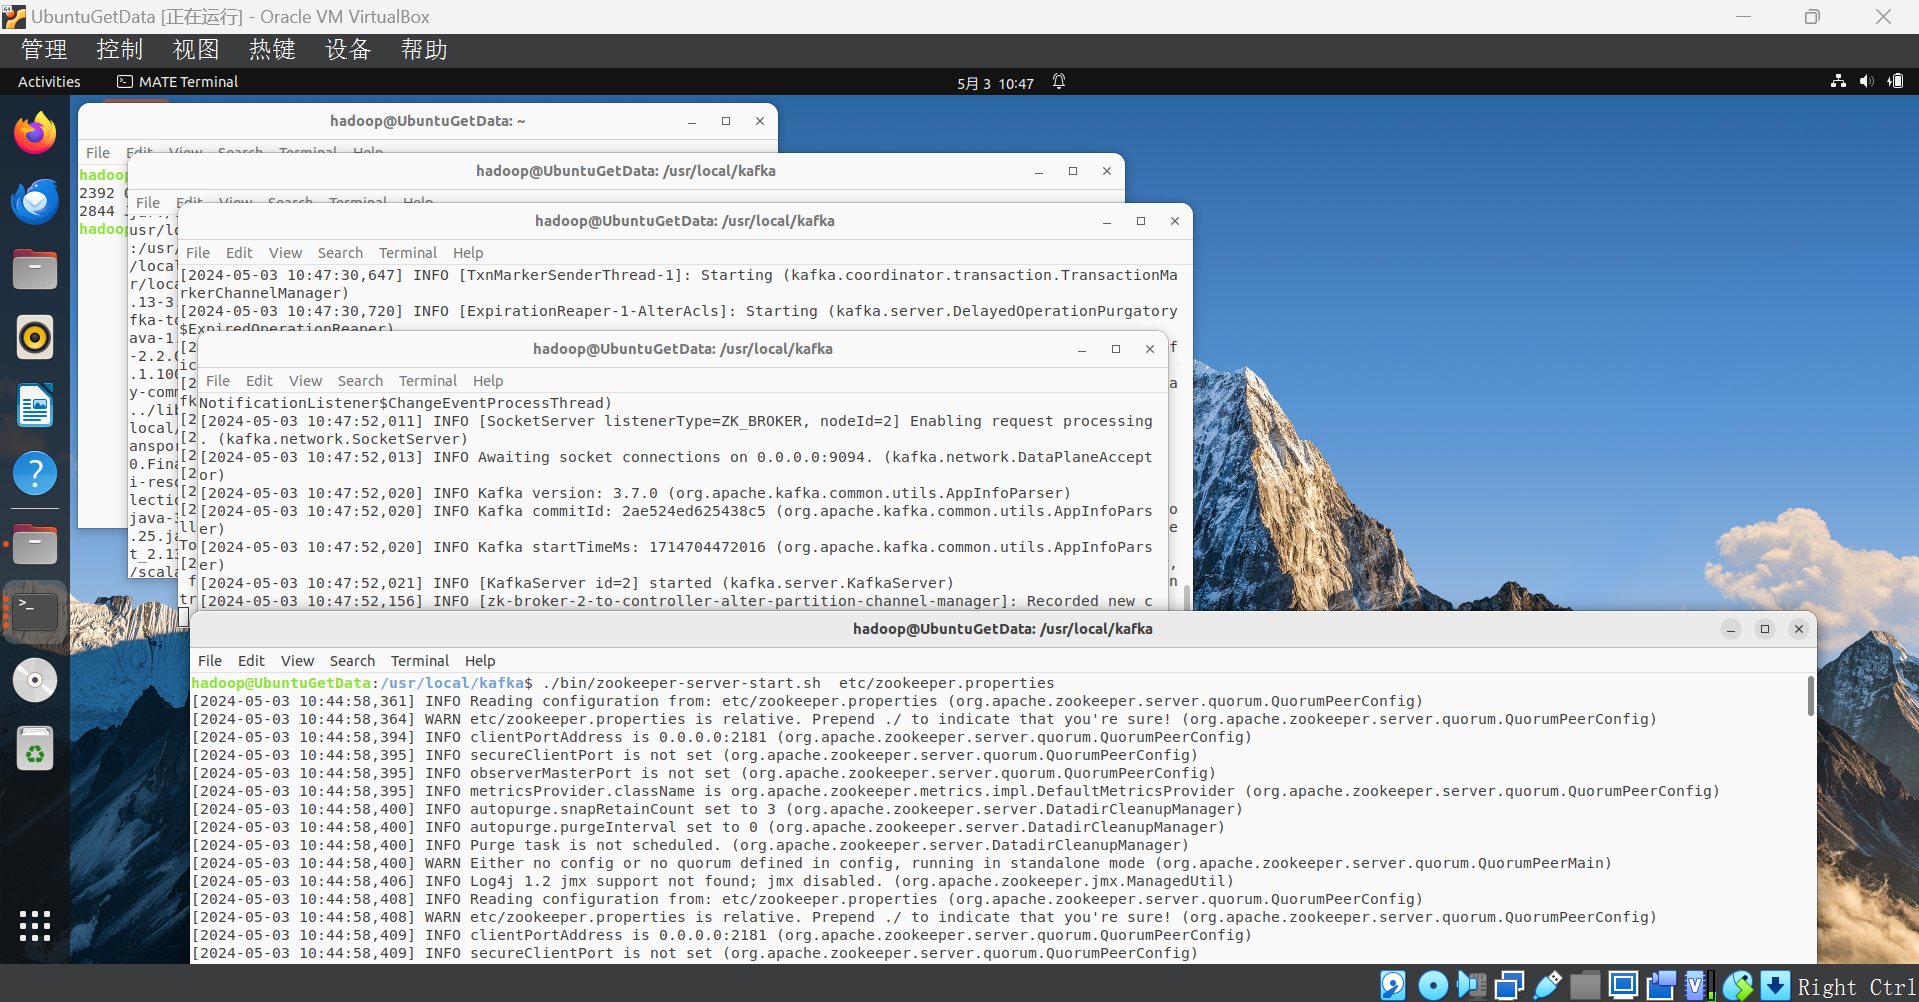 UbuntuGetData [正在运行] - Oracle VM VirtualBox
管理 控制 视图 热键 设备 帮助
Activities MATE Terminal 5月 3 10:47
hadoop@UbuntuGetData: ~
File Edit View Search Terminal Help
hadoop
2392
2844
hadoop
hadoop@UbuntuGetData: /usr/local/kafka
File Edit View Search Terminal Help
usr/lo
:/usr/
/local
r/loca
.13-3
fka-to
ava-1
-2.2.0
.1.100
y-comm
../lib
local/
anspor
0.Fina
i-reso
lectio
java-3
.25.ja
t_2.13
/scala
hadoop@UbuntuGetData: /usr/local/kafka
File Edit View Search Terminal Help
[2024-05-03 10:47:30,647] INFO [TxnMarkerSenderThread-1]: Starting (kafka.coordinator.transaction.TransactionMa
rkerChannelManager)
[2024-05-03 10:47:30,720] INFO [ExpirationReaper-1-AlterAcls]: Starting (kafka.server.DelayedOperationPurgatory
$ExpiredOperationReaper)
hadoop@UbuntuGetData: /usr/local/kafka
File Edit View Search Terminal Help
NotificationListener$ChangeEventProcessThread)
[2024-05-03 10:47:52,011] INFO [SocketServer listenerType=ZK_BROKER, nodeId=2] Enabling request processing
. (kafka.network.SocketServer)
[2024-05-03 10:47:52,013] INFO Awaiting socket connections on 0.0.0.0:9094. (kafka.network.DataPlaneAccept
or)
[2024-05-03 10:47:52,020] INFO Kafka version: 3.7.0 (org.apache.kafka.common.utils.AppInfoParser)
[2024-05-03 10:47:52,020] INFO Kafka commitId: 2ae524ed625438c5 (org.apache.kafka.common.utils.AppInfoPars
er)
[2024-05-03 10:47:52,020] INFO Kafka startTimeMs: 1714704472016 (org.apache.kafka.common.utils.AppInfoPars
er)
[2024-05-03 10:47:52,021] INFO [KafkaServer id=2] started (kafka.server.KafkaServer)
[2024-05-03 10:47:52,156] INFO [zk-broker-2-to-controller-alter-partition-channel-manager]: Recorded new c
hadoop@UbuntuGetData: /usr/local/kafka
File Edit View Search Terminal Help
hadoop@UbuntuGetData:/usr/local/kafka$ ./bin/zookeeper-server-start.sh  etc/zookeeper.properties
[2024-05-03 10:44:58,361] INFO Reading configuration from: etc/zookeeper.properties (org.apache.zookeeper.server.quorum.QuorumPeerConfig)
[2024-05-03 10:44:58,364] WARN etc/zookeeper.properties is relative. Prepend ./ to indicate that you're sure! (org.apache.zookeeper.server.quorum.QuorumPeerConfig)
[2024-05-03 10:44:58,394] INFO clientPortAddress is 0.0.0.0:2181 (org.apache.zookeeper.server.quorum.QuorumPeerConfig)
[2024-05-03 10:44:58,395] INFO secureClientPort is not set (org.apache.zookeeper.server.quorum.QuorumPeerConfig)
[2024-05-03 10:44:58,395] INFO observerMasterPort is not set (org.apache.zookeeper.server.quorum.QuorumPeerConfig)
[2024-05-03 10:44:58,395] INFO metricsProvider.className is org.apache.zookeeper.metrics.impl.DefaultMetricsProvider (org.apache.zookeeper.server.quorum.QuorumPeerConfig)
[2024-05-03 10:44:58,400] INFO autopurge.snapRetainCount set to 3 (org.apache.zookeeper.server.DatadirCleanupManager)
[2024-05-03 10:44:58,400] INFO autopurge.purgeInterval set to 0 (org.apache.zookeeper.server.DatadirCleanupManager)
[2024-05-03 10:44:58,400] INFO Purge task is not scheduled. (org.apache.zookeeper.server.DatadirCleanupManager)
[2024-05-03 10:44:58,400] WARN Either no config or no quorum defined in config, running in standalone mode (org.apache.zookeeper.server.quorum.QuorumPeerMain)
[2024-05-03 10:44:58,406] INFO Log4j 1.2 jmx support not found; jmx disabled. (org.apache.zookeeper.jmx.ManagedUtil)
[2024-05-03 10:44:58,408] INFO Reading configuration from: etc/zookeeper.properties (org.apache.zookeeper.server.quorum.QuorumPeerConfig)
[2024-05-03 10:44:58,408] WARN etc/zookeeper.properties is relative. Prepend ./ to indicate that you're sure! (org.apache.zookeeper.server.quorum.QuorumPeerConfig)
[2024-05-03 10:44:58,409] INFO clientPortAddress is 0.0.0.0:2181 (org.apache.zookeeper.server.quorum.QuorumPeerConfig)
[2024-05-03 10:44:58,409] INFO secureClientPort is not set (org.apache.zookeeper.server.quorum.QuorumPeerConfig)
Right Ctrl